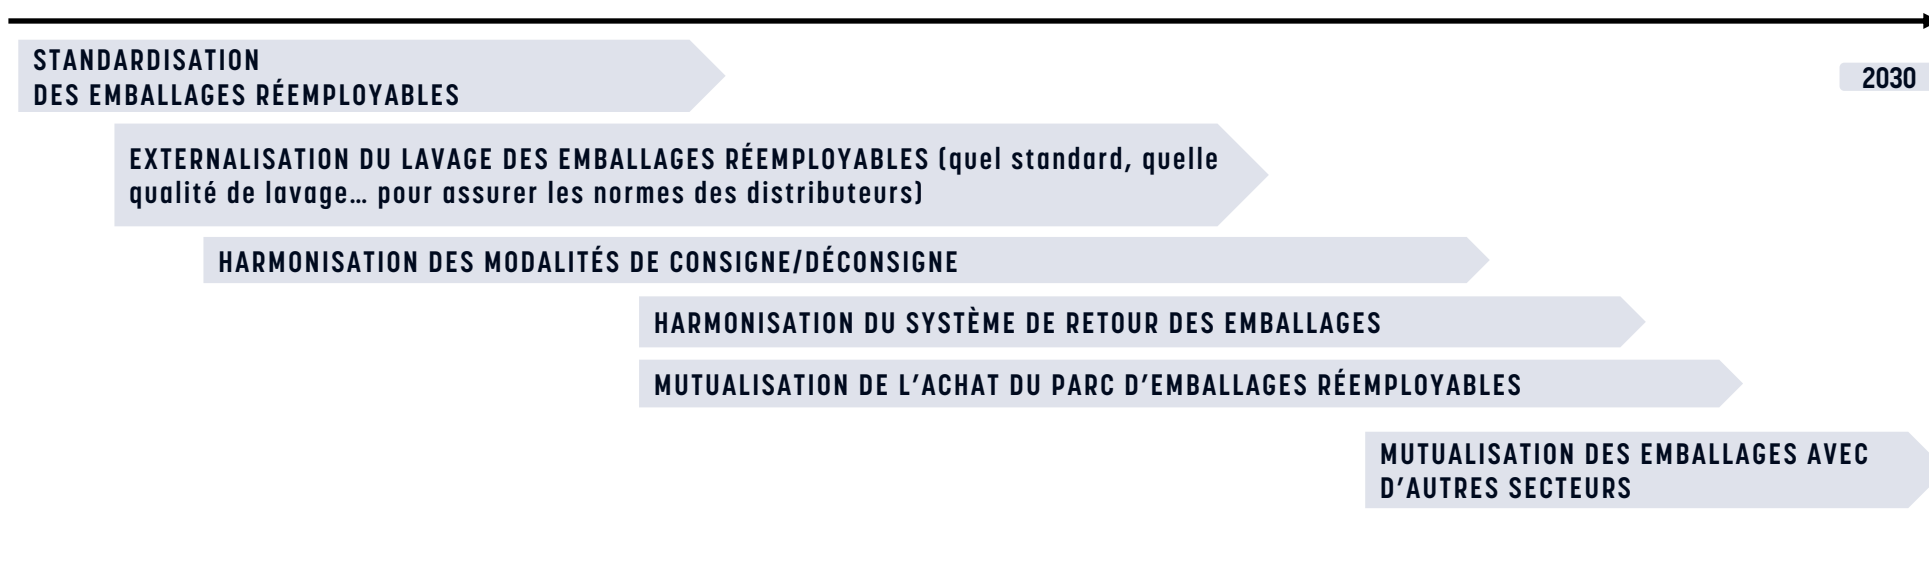 STANDARDISATION
DES EMBALLAGES RÉEMPLOYABLES
2030
EXTERNALISATION DU LAVAGE DES EMBALLAGES RÉEMPLOYABLES (quel standard, quelle
qualité de lavage… pour assurer les normes des distributeurs)
HARMONISATION DES MODALITÉS DE CONSIGNE/DÉCONSIGNE
HARMONISATION DU SYSTÈME DE RETOUR DES EMBALLAGES
MUTUALISATION DE L’ACHAT DU PARC D’EMBALLAGES RÉEMPLOYABLES
MUTUALISATION DES EMBALLAGES AVEC
D’AUTRES SECTEURS